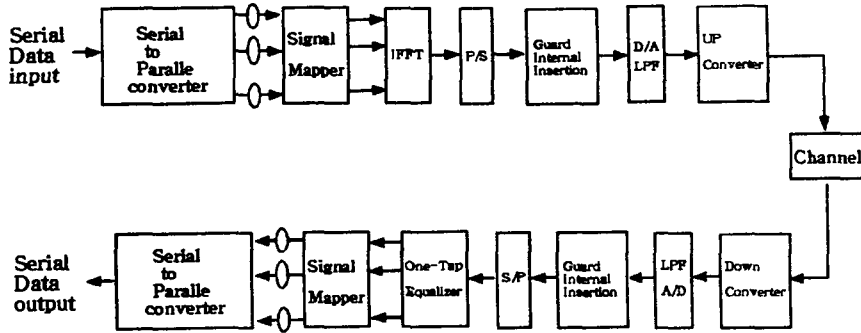 Serial
Data
input
Serial
to
Paralle
converter
Signal
Mapper
IFFT
P/S
Guard
Internal
Insertion
D/A
LPF
UP
Converter
Channel
Serial
Data
output
Serial
to
Paralle
converter
Signal
Mapper
One-Tap
Equalizer
S/P
Guard
Internal
Insertion
LPF
A/D
Down
Converter